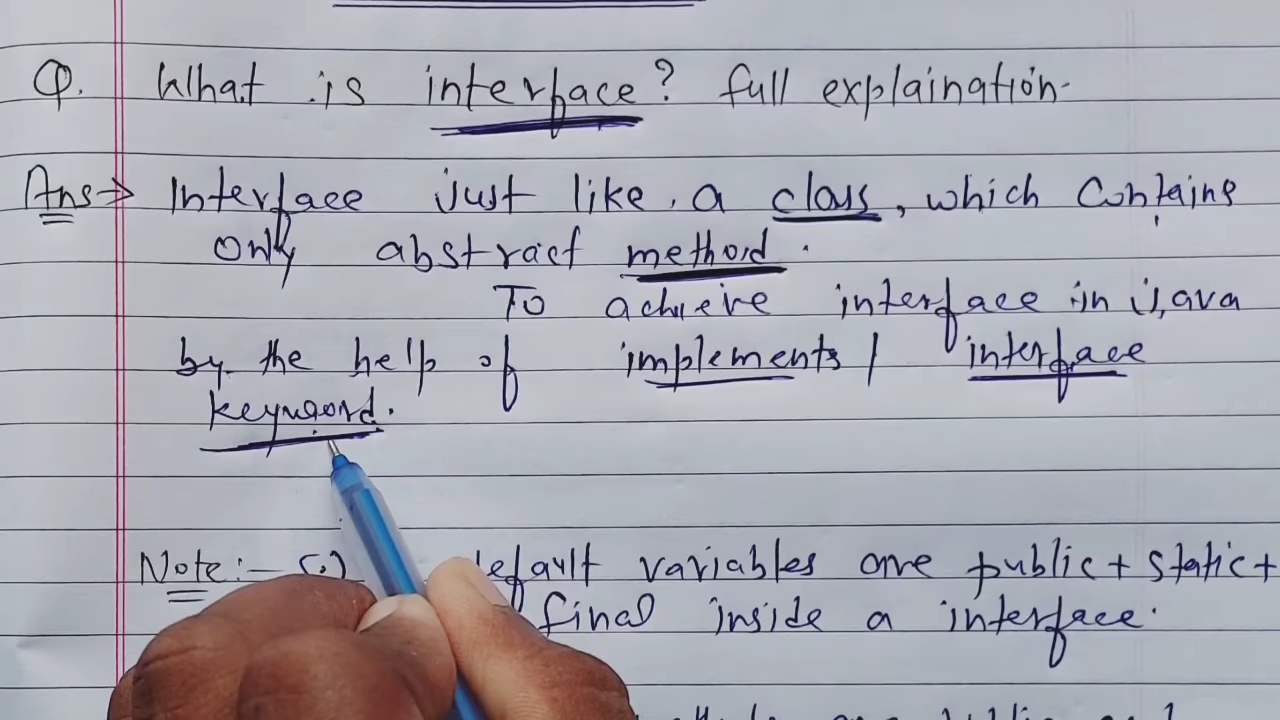 Q. What is interface? full explaination.
Ans→ Interface just like a class, which contains
only abstract method.
To achieve interface in Java
by the help of implements / interface
keyword.
Note:- default variables are public + static +
final inside a interface.